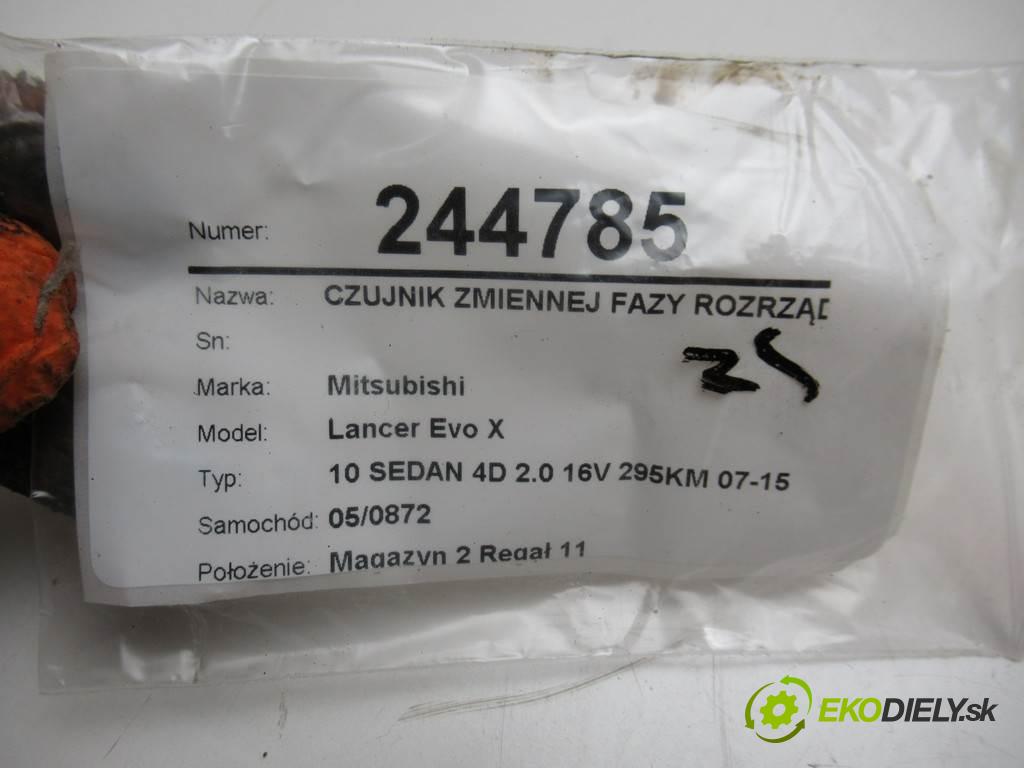 Numer: 244785
Nazwa: CZUJNIK ZMIENNEJ FAZY ROZRZĄD
Sn:
Marka: Mitsubishi
Model: Lancer Evo X
Typ: 10 SEDAN 4D 2.0 16V 295KM 07-15
Samochód: 05/0872
Położenie: Magazyn 2 Regał 11
EKODIELY.sk